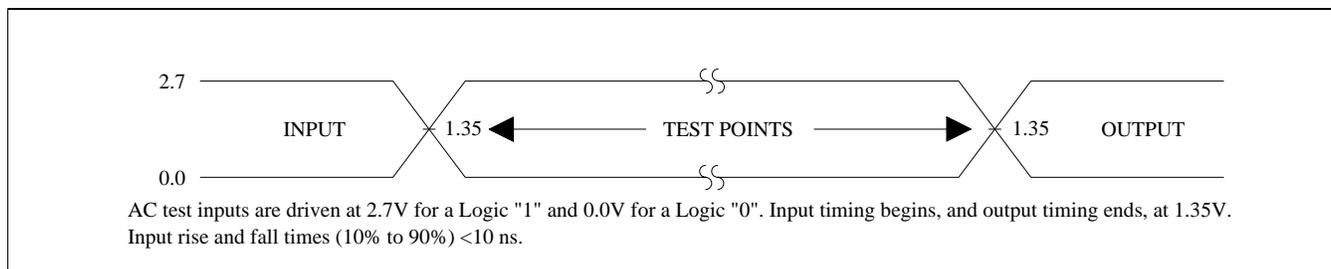 2.7
INPUT 1.35 TEST POINTS 1.35 OUTPUT
0.0
AC test inputs are driven at 2.7V for a Logic "1" and 0.0V for a Logic "0". Input timing begins, and output timing ends, at 1.35V.
Input rise and fall times (10% to 90%) <10 ns.